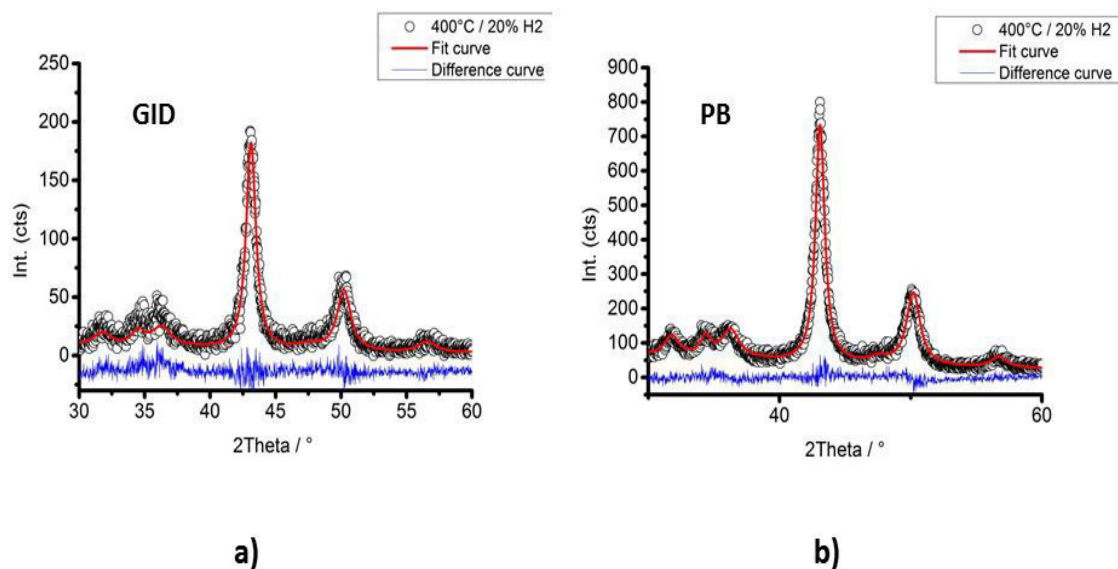 400°C / 20% H2
Fit curve
Difference curve
GID
250
200
150
100
50
0
Int. (cts)
30 35 40 45 50 55 60
2Theta / °
a)
400°C / 20% H2
Fit curve
Difference curve
PB
900
800
700
600
500
400
300
200
100
0
Int. (cts)
40 60
2Theta / °
b)